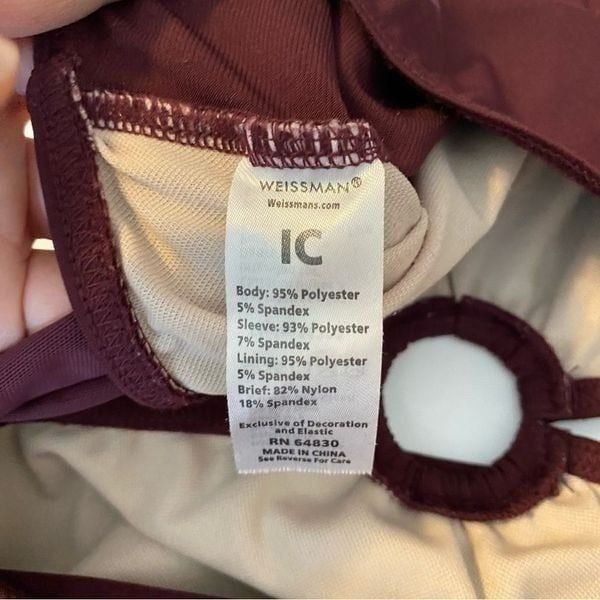 WEISSMAN®
Weissmans.com
IC
Body: 95% Polyester
5% Spandex
Sleeve: 93% Polyester
7% Spandex
Lining: 95% Polyester
5% Spandex
Brief: 82% Nylon
18% Spandex
Exclusive of Decoration
and Elastic
RN 64830
MADE IN CHINA
See Reverse For Care